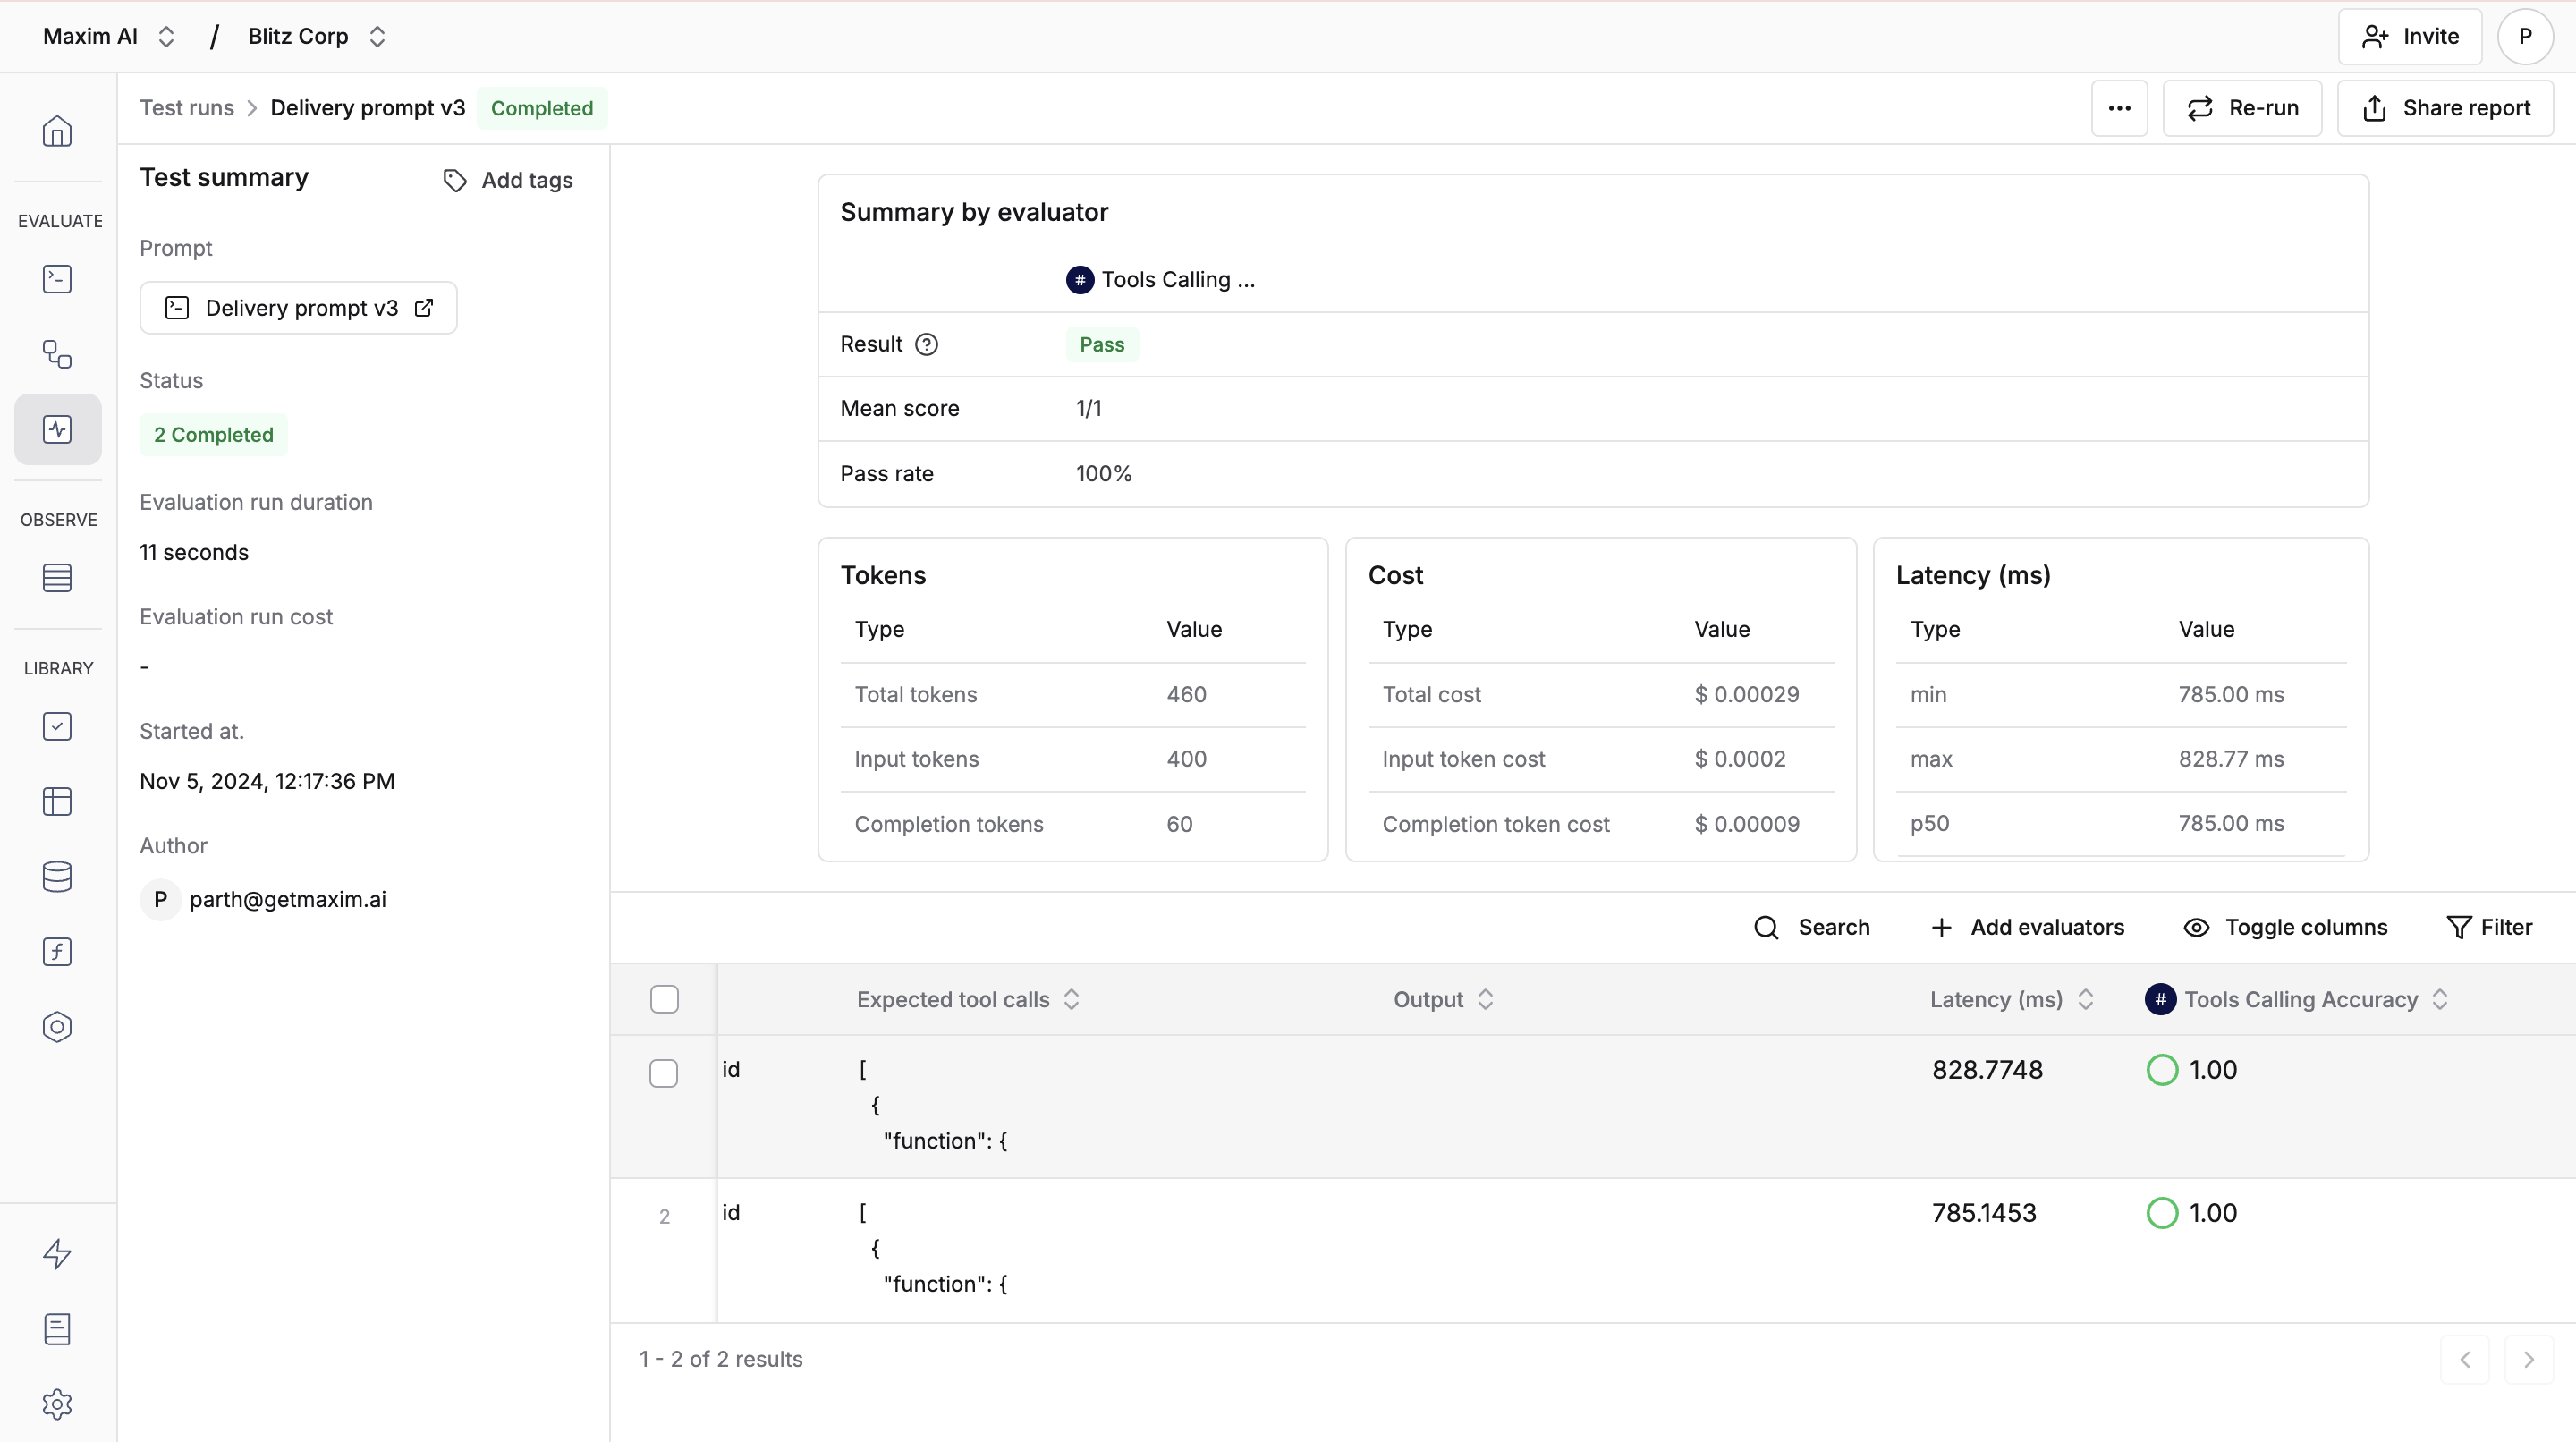 Maxim AI / Blitz Corp
Invite
P
Test runs > Delivery prompt v3 Completed
...
Re-run
Share report
Test summary
Add tags
Prompt
Delivery prompt v3
Status
2 Completed
Evaluation run duration
11 seconds
Evaluation run cost
-
Started at.
Nov 5, 2024, 12:17:36 PM
Author
P parth@getmaxim.ai
EVALUATE
OBSERVE
LIBRARY
Summary by evaluator
# Tools Calling ...
Result ? Pass
Mean score 1/1
Pass rate 100%
Tokens
Type Value
Total tokens 460
Input tokens 400
Completion tokens 60
Cost
Type Value
Total cost $ 0.00029
Input token cost $ 0.0002
Completion token cost $ 0.00009
Latency (ms)
Type Value
min 785.00 ms
max 828.77 ms
p50 785.00 ms
Search
Add evaluators
Toggle columns
Filter
Expected tool calls Output Latency (ms) # Tools Calling Accuracy
id [ 828.7748 1.00
{
"function": {
2 id [ 785.1453 1.00
{
"function": {
1 - 2 of 2 results